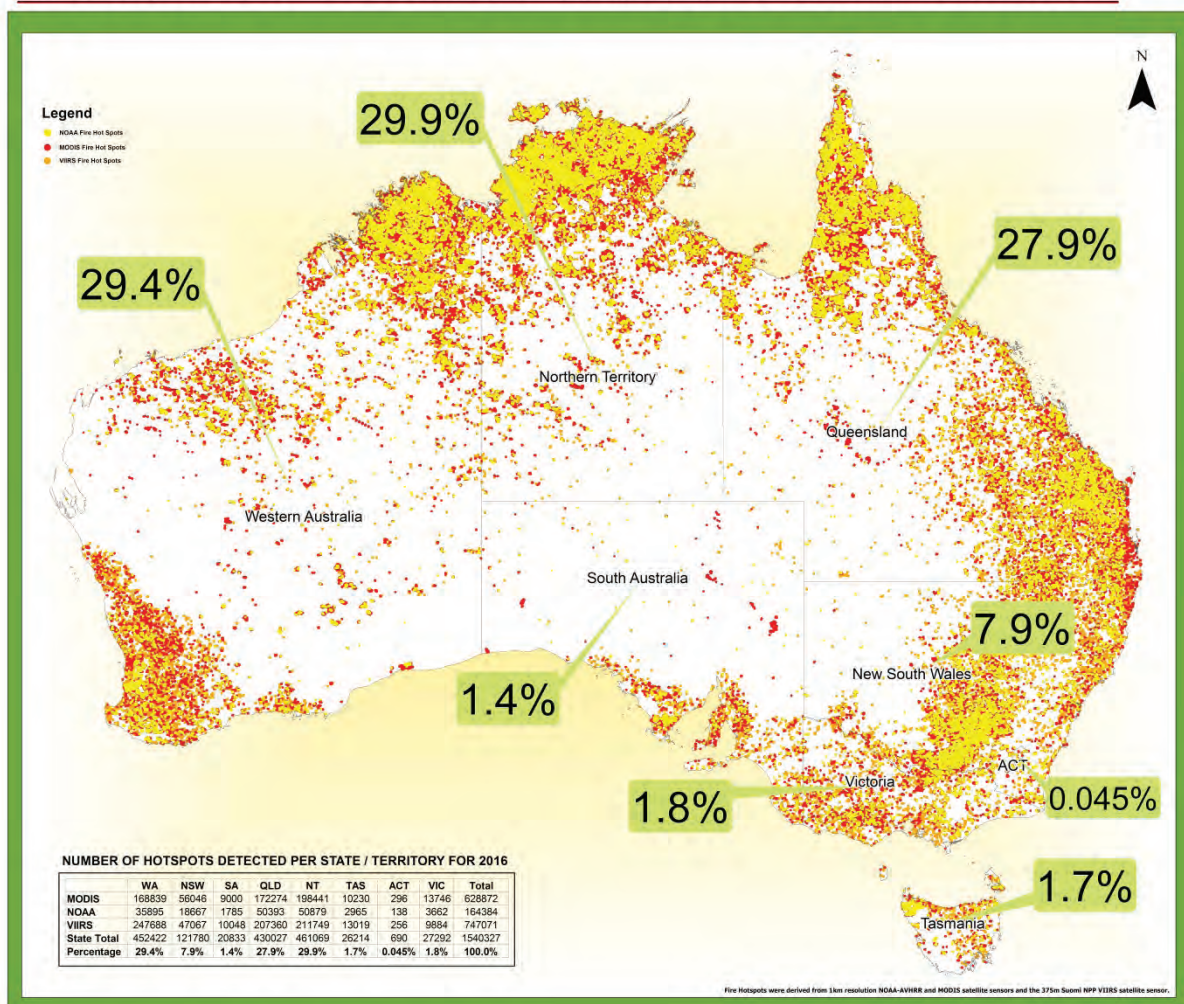 N
Legend
NOAA Fire Hot Spots
MODIS Fire Hot Spots
VIIRS Fire Hot Spots
29.9%
27.9%
29.4%
Northern Territory
Queensland
Western Australia
South Australia
7.9%
New South Wales
1.4%
ACT
Victoria
0.045%
1.8%
1.7%
Tasmania
NUMBER OF HOTSPOTS DETECTED PER STATE / TERRITORY FOR 2016
WA NSW SA QLD NT TAS ACT VIC Total
MODIS 168839 56046 9000 172274 198441 10230 296 13746 628872
NOAA 35895 18667 1785 50393 50879 2965 138 3662 164384
VIIRS 247688 47067 10048 207360 211749 13019 256 9884 747071
State Total 452422 121780 20833 430027 461069 26214 690 27292 1540327
Percentage 29.4% 7.9% 1.4% 27.9% 29.9% 1.7% 0.045% 1.8% 100.0%
Fire Hotspots were derived from 1km resolution NOAA-AVHRR and MODIS satellite sensors and the 375m Suomi NPP VIIRS satellite sensor.